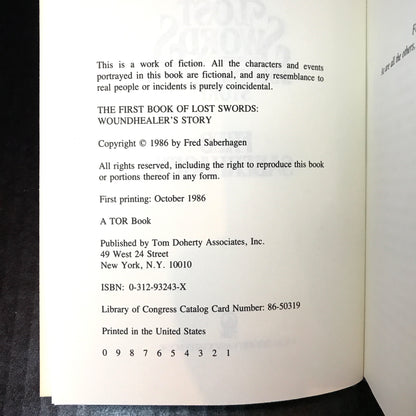 This is a work of fiction. All the characters and events
portrayed in this book are fictional, and any resemblance to
real people or incidents is purely coincidental.
THE FIRST BOOK OF LOST SWORDS:
WOUNDHEALER'S STORY
Copyright © 1986 by Fred Saberhagen
All rights reserved, including the right to reproduce this book
or portions thereof in any form.
First printing: October 1986
A TOR Book
Published by Tom Doherty Associates, Inc.
49 West 24 Street
New York, N.Y. 10010
ISBN: 0-312-93243-X
Library of Congress Catalog Card Number: 86-50319
Printed in the United States
0 9 8 7 6 5 4 3 2 1
as are all the others.